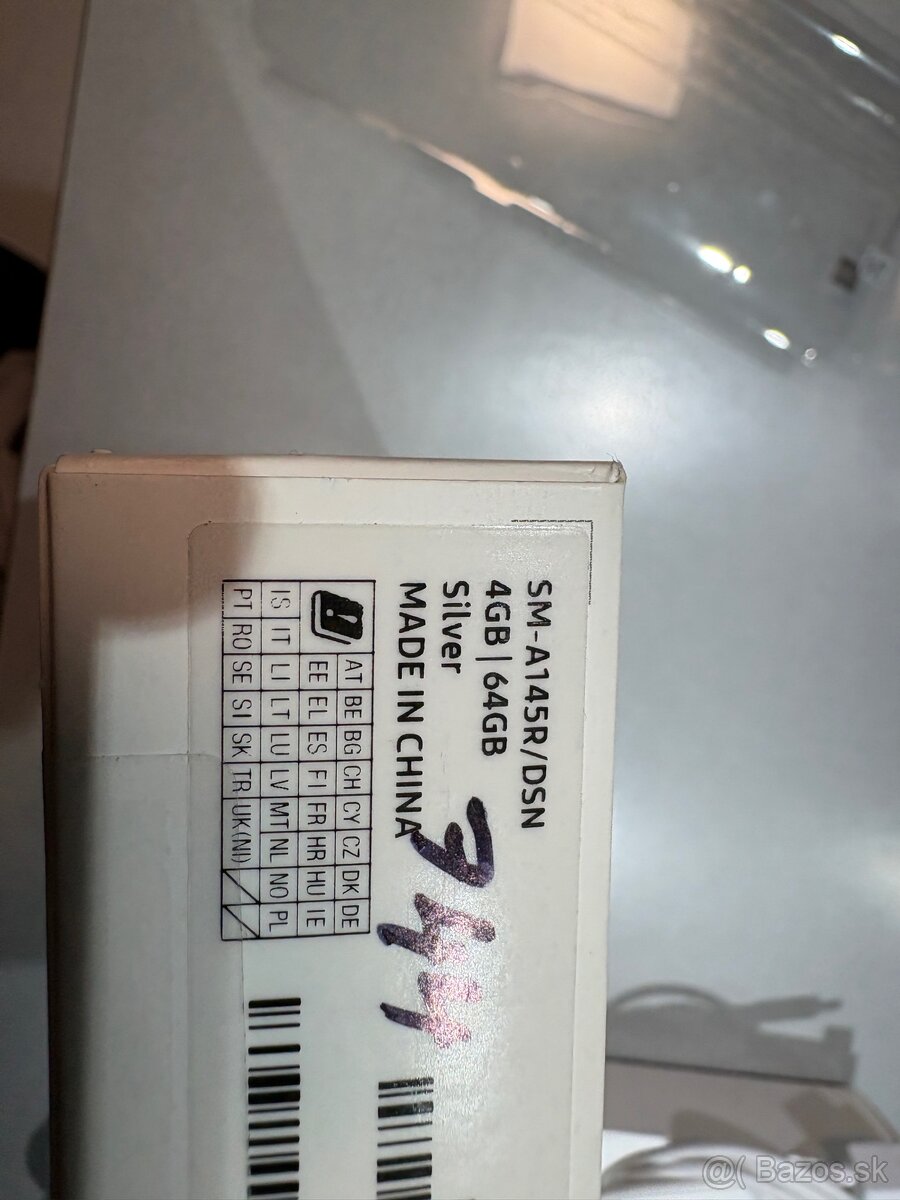 SM-A145R/DSN
4GB|64GB
Silver
MADE IN CHINA
744
AT BE BG CH CY CZ DK DE
EE EL ES FI FR HR HU IE
IS IT LI LT LU LV MT NL NO PL
PT RO SE SI SK TR UK(NI)
@( Bazos.sk